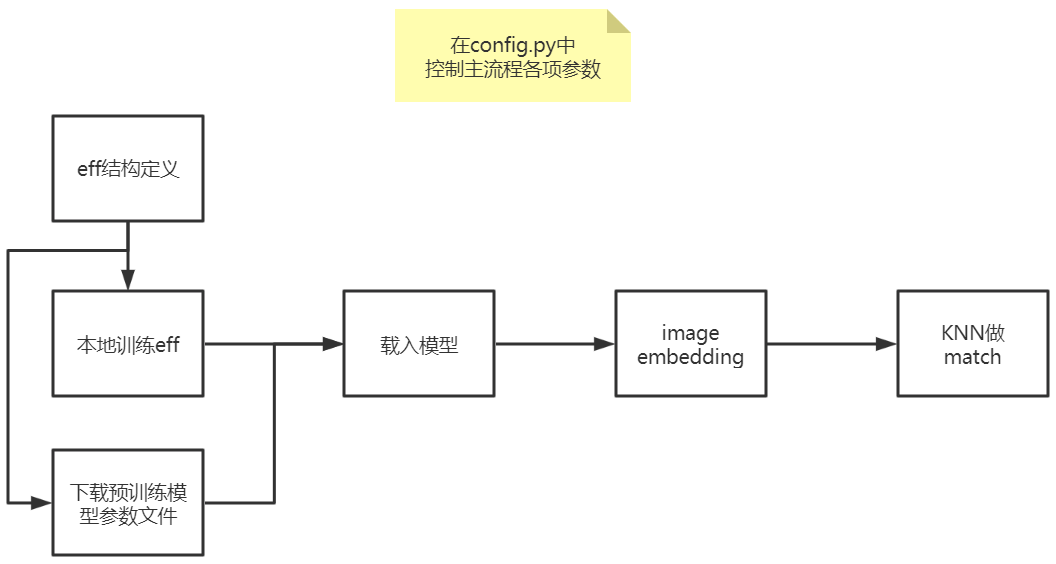 在config.py中
控制主流程各项参数
eff结构定义
本地训练eff
载入模型
image
embedding
KNN做
match
下载预训练模
型参数文件